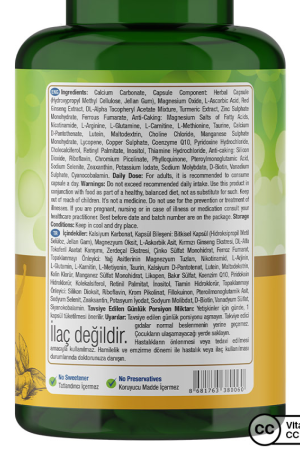 Ingredients: Calcium Carbonate, Capsule Component: Herbal Capsule
(Hydroxypropyl Methyl Cellulose, Jellan Gum), Magnesium Oxide, L-Ascorbic Acid, Red
Ginseng Extract, DL-Alpha Tocopheryl Acetate Mixture, Turmeric Extract, Zinc Sulphate
Monohydrate, Ferrous Fumarate, Anti-Caking: Magnesium Salts of Fatty Acids,
Nicotinamide, L-Arginine, L-Glutamine, L-Carnitine, L-Methionine, Taurine, Calcium
D-Pantothenate, Lutein, Maltodextrin, Choline Chloride, Manganese Sulphate
Monohydrate, Lycopene, Copper Sulphate, Coenzyme Q10, Pyridoxine Hydrochloride,
Cholecalciferol, Retinyl Palmitate, Inositol, Thiamine Hydrochloride, Anti-caking: Silicon
Dioxide, Riboflavin, Chromium Picolinate, Phylloquinone, Pteroylmonoglutamic Acid,
Sodium Selenite, Zeaxanthin, Potassium Iodate, Sodium Molybdate, D-Biotin, Vanadium
Sulphate, Cyanocobalamin. Daily Dose: For adults, it is recommended to consume
capsule a day. Warnings: Do not exceed recommended daily intake. Use this product in
conjunction with food as part of a healthy, balanced diet, not as substitute for such. Keep
out of reach of children. It's not a medicine. Do not use for the prevention or treatment of
illnesses. If you are pregnant, nursing or in case of illness or medication use consult your
healthcare practitioner. Best before date and batch number are on the package. Storage
Conditions: Keep in cool and dry place.
İçindekiler: Kalsiyum Karbonat, Kapsül Bileşeni: Bitkisel Kapsül (Hidroksipropil Metil
Selüloz, Jellan Gum), Magnezyum Oksit, L-Askorbik Asit, Kırmızı Ginseng Ekstresi, DL-Alfa
Tokoferil Asetat Karışımı, Zerdeçal Ekstresi, Çinko Sülfat Monohidrat, Ferroz Fumarat,
Topaklanmayı Önleyici: Yağ Asitlerinin Magnezyum Tuzları, Nikotinamid, L-Arjinin,
L-Glutamin, L-Karnitin, L-Metiyonin, Taurin, Kalsiyum D-Pantotenat, Lutein, Maltodekstrin,
Kolin Klorür, Manganez Sülfat Monohidrat, Likopen, Bakır Sülfat, Koenzim Q10, Piridoksin
Hidroklorür, Kolekalsiferol, Retinil Palmitat, İnositol, Tiamin Hidroklorür, Topaklanmayı
Önleyici: Silikon Dioksit, Riboflavin, Krom Pikolinat, Fillokuinon, Pteroilmonoglutamik Asit,
Sodyum Selenit, Zeaksantin, Potasyum İyodat, Sodyum Molibdat, D-Biotin, Vanadyum Sülfat,
Siyanokobalamin. Tavsiye Edilen Günlük Porsiyon Miktarı: Yetişkinler için günde 1
kapsül tüketilmesi önerilir. Uyarılar: Tavsiye edilen günlük porsiyonu aşmayın. Takviye edici
İlaç değildir.
gıdalar normal beslenmenin yerine geçmez.
Çocukların ulaşamayacağı yerde saklayın.
Hastalıkların önlenmesi veya tedavi edilmesi
amacıyla kullanılmaz. Hamilelik ve emzirme dönemi ile hastalık veya ilaç kullanılması
durumlarında doktorunuza danışın.
No Sweetener
Tatlandırıcı İçermez
No Preservatives
Koruyucu Madde İçermez
8 681763 383060
CC
Vita
CC